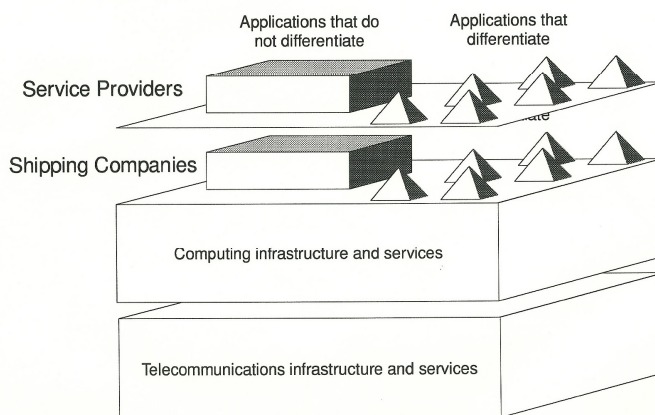 Applications that do
not differentiate
Applications that
differentiate
Service Providers
Shipping Companies
Computing infrastructure and services
Telecommunications infrastructure and services